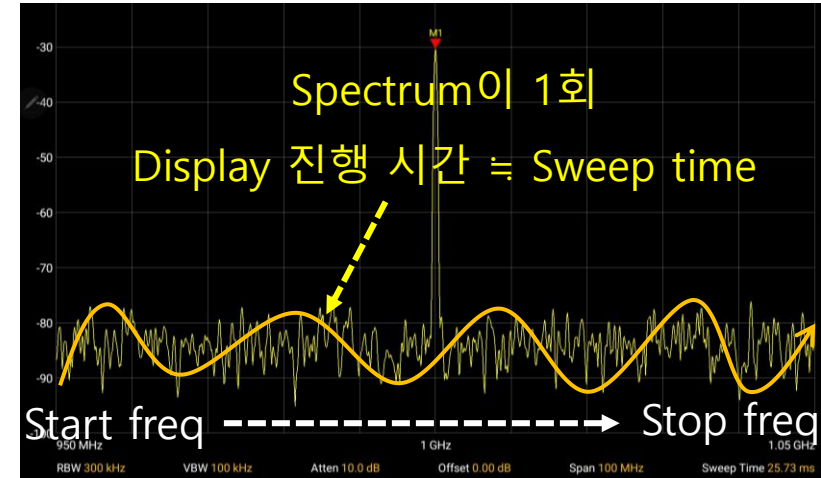 M1
-30
Spectrum이 1회
-40
Display 진행 시간 ≒ Sweep time
-50
-60
-70
-80
-90
Start freq Stop freq
-100
950 MHz 1 GHz 1.05 GHz
RBW 300 kHz VBW 100 kHz Atten 10.0 dB Offset 0.00 dB Span 100 MHz Sweep Time 25.73 ms